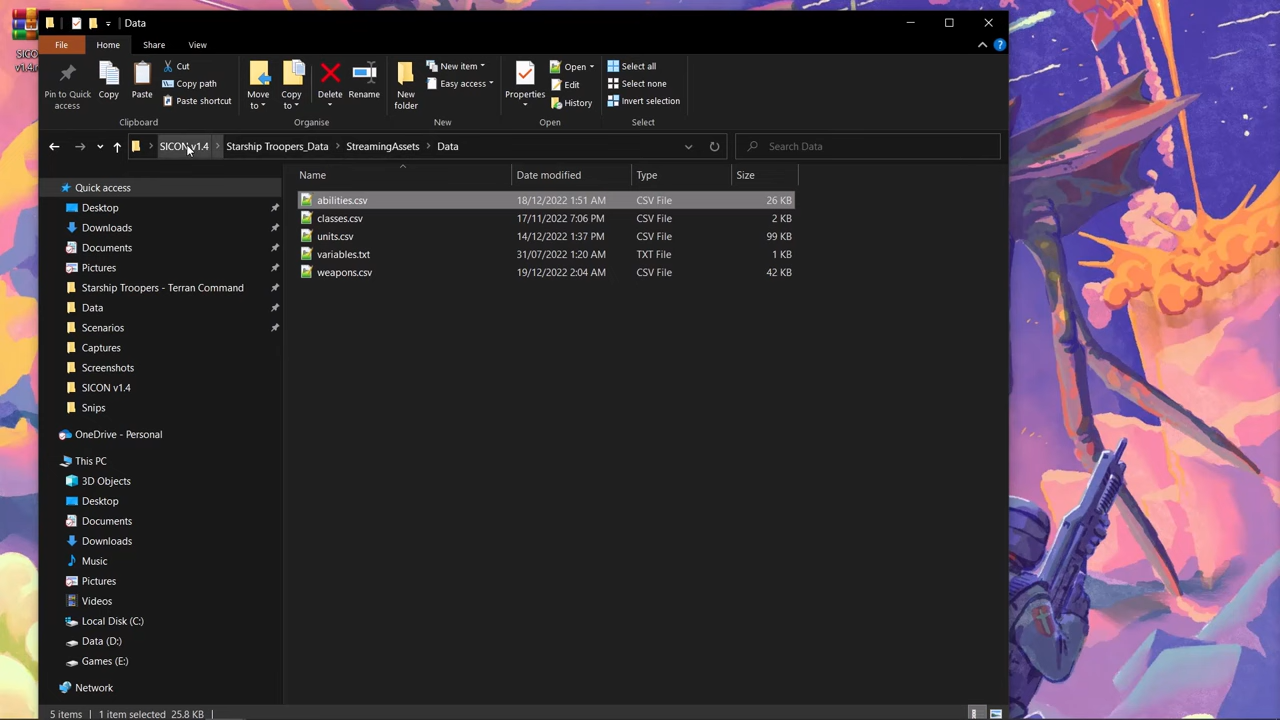 Data
File Home Share View
Pin to Quick access
Copy
Paste
Cut
Copy path
Paste shortcut
Clipboard
Move to
Copy to
Delete
Rename
Organise
New folder
New item
Easy access
New
Properties
Open
Edit
History
Open
Select all
Select none
Invert selection
Select
SICON v1.4 Starship Troopers_Data StreamingAssets Data
Search Data
Name Date modified Type Size
abilities.csv 18/12/2022 1:51 AM CSV File 26 KB
classes.csv 17/11/2022 7:06 PM CSV File 2 KB
units.csv 14/12/2022 1:37 PM CSV File 99 KB
variables.txt 31/07/2022 1:20 AM TXT File 1 KB
weapons.csv 19/12/2022 2:04 AM CSV File 42 KB
Quick access
Desktop
Downloads
Documents
Pictures
Starship Troopers - Terran Command
Data
Scenarios
Captures
Screenshots
SICON v1.4
Snips
OneDrive - Personal
This PC
3D Objects
Desktop
Documents
Downloads
Music
Pictures
Videos
Local Disk (C:)
Data (D:)
Games (E:)
Network
5 items 1 item selected 25.8 KB